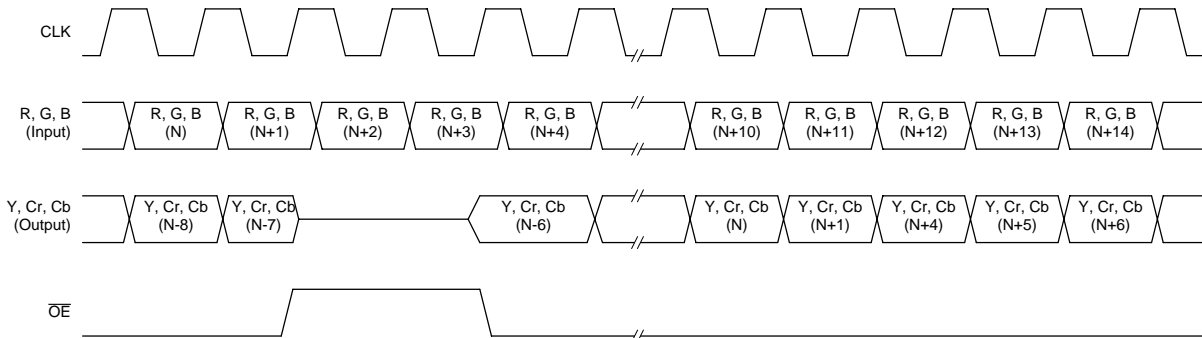 CLK
R, G, B
(Input)
R, G, B
(N)
R, G, B
(N+1)
R, G, B
(N+2)
R, G, B
(N+3)
R, G, B
(N+4)
R, G, B
(N+10)
R, G, B
(N+11)
R, G, B
(N+12)
R, G, B
(N+13)
R, G, B
(N+14)
Y, Cr, Cb
(Output)
Y, Cr, Cb
(N-8)
Y, Cr, Cb
(N-7)
Y, Cr, Cb
(N-6)
Y, Cr, Cb
(N)
Y, Cr, Cb
(N+1)
Y, Cr, Cb
(N+4)
Y, Cr, Cb
(N+5)
Y, Cr, Cb
(N+6)
OE